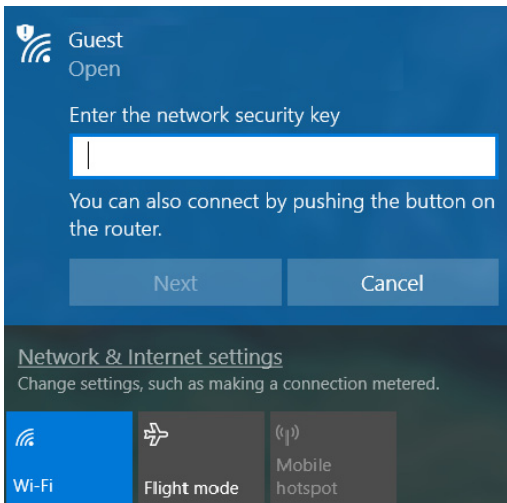 Guest
Open
Enter the network security key
You can also connect by pushing the button on
the router.
Next
Cancel
Network & Internet settings
Change settings, such as making a connection metered.
Wi-Fi
Flight mode
Mobile
hotspot